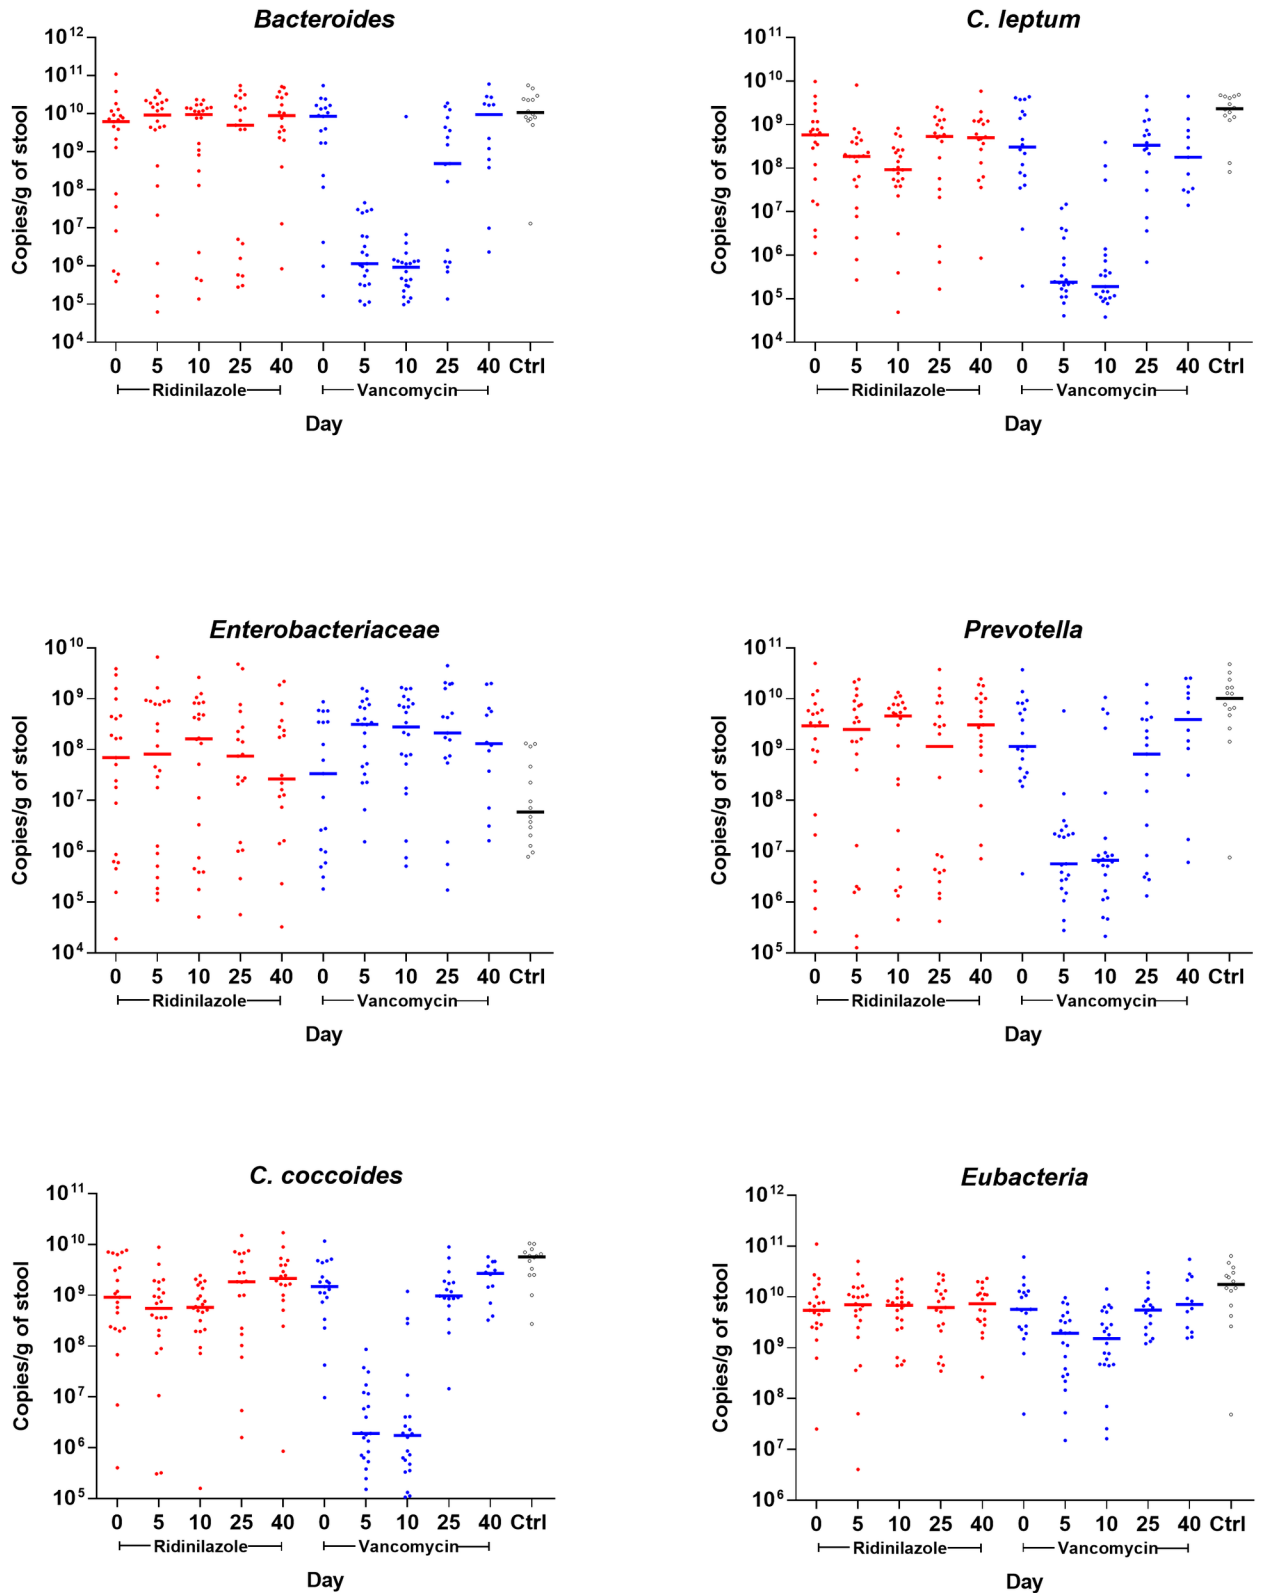 Bacteroides
10^12
10^11
10^10
10^9
10^8
10^7
10^6
10^5
10^4
Copies/g of stool
0 5 10 25 40 0 5 10 25 40 Ctrl
Ridinilazole Vancomycin
Day
C. leptum
10^11
10^10
10^9
10^8
10^7
10^6
10^5
10^4
Copies/g of stool
0 5 10 25 40 0 5 10 25 40 Ctrl
Ridinilazole Vancomycin
Day
Enterobacteriaceae
10^10
10^9
10^8
10^7
10^6
10^5
10^4
Copies/g of stool
0 5 10 25 40 0 5 10 25 40 Ctrl
Ridinilazole Vancomycin
Day
Prevotella
10^11
10^10
10^9
10^8
10^7
10^6
10^5
Copies/g of stool
0 5 10 25 40 0 5 10 25 40 Ctrl
Ridinilazole Vancomycin
Day
C. coccoides
10^11
10^10
10^9
10^8
10^7
10^6
10^5
Copies/g of stool
0 5 10 25 40 0 5 10 25 40 Ctrl
Ridinilazole Vancomycin
Day
Eubacteria
10^12
10^11
10^10
10^9
10^8
10^7
10^6
Copies/g of stool
0 5 10 25 40 0 5 10 25 40 Ctrl
Ridinilazole Vancomycin
Day